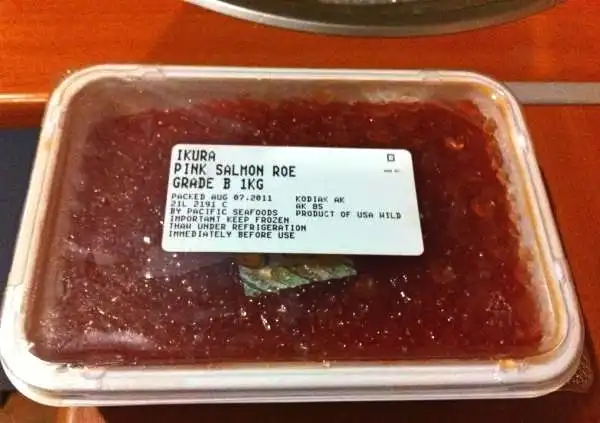 IKURA
PINK SALMON ROE
GRADE B 1KG
PACKED AUG 07.2011
21L 2191 C
BY PACIFIC SEAFOODS
IMPORTANT KEEP FROZEN
THAW UNDER REFRIGERATION
IMMEDIATELY BEFORE USE
KODIAK AK
AK 85
PRODUCT OF USA WILD